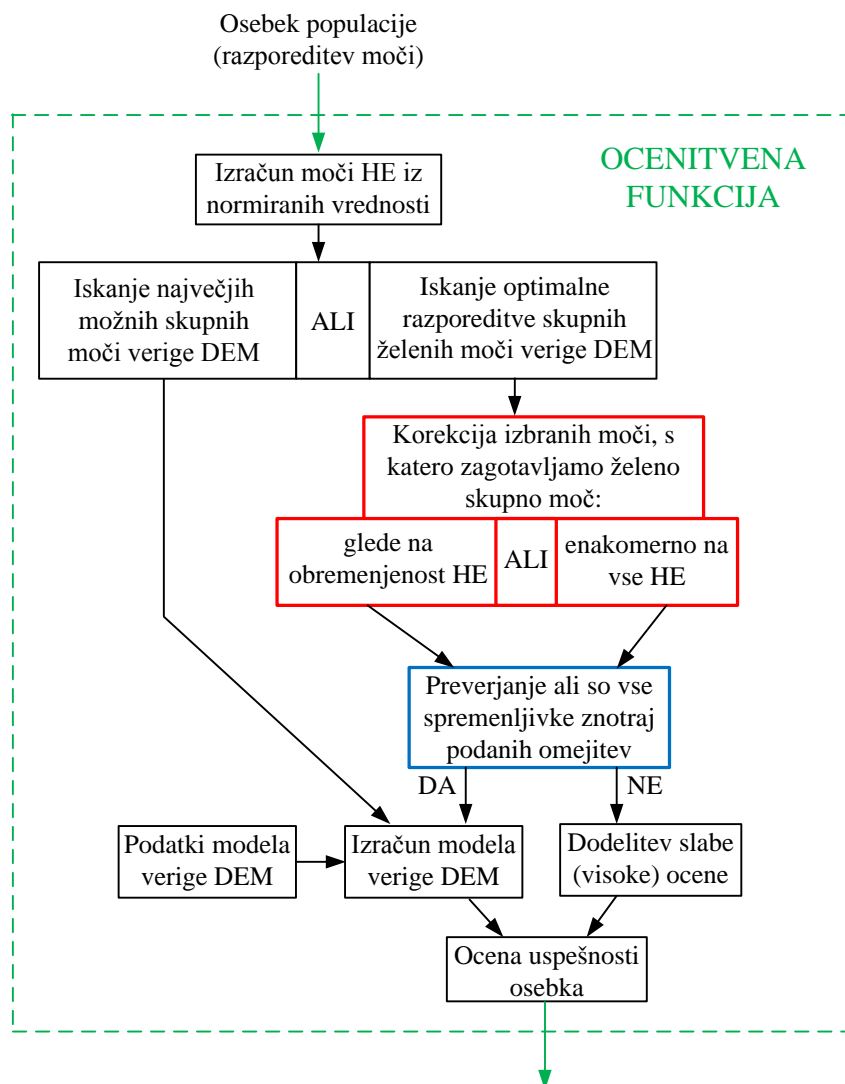 Osebek populacije
(razporeditev moči)
OCENITVENA
FUNKCIJA
Izračun moči HE iz
normiranih vrednosti
Iskanje največjih
možnih skupnih
moči verige DEM
ALI
Iskanje optimalne
razporeditve skupnih
želenih moči verige DEM
Korekcija izbranih moči, s
katero zagotavljamo želeno
skupno moč:
glede na
obremenjenost HE
ALI
enakomerno na
vse HE
Preverjanje ali so vse
spremenljivke znotraj
podanih omejitev
DA
NE
Podatki modela
verige DEM
Izračun modela
verige DEM
Dodelitev slabe
(visoke) ocene
Ocena uspešnosti
osebka